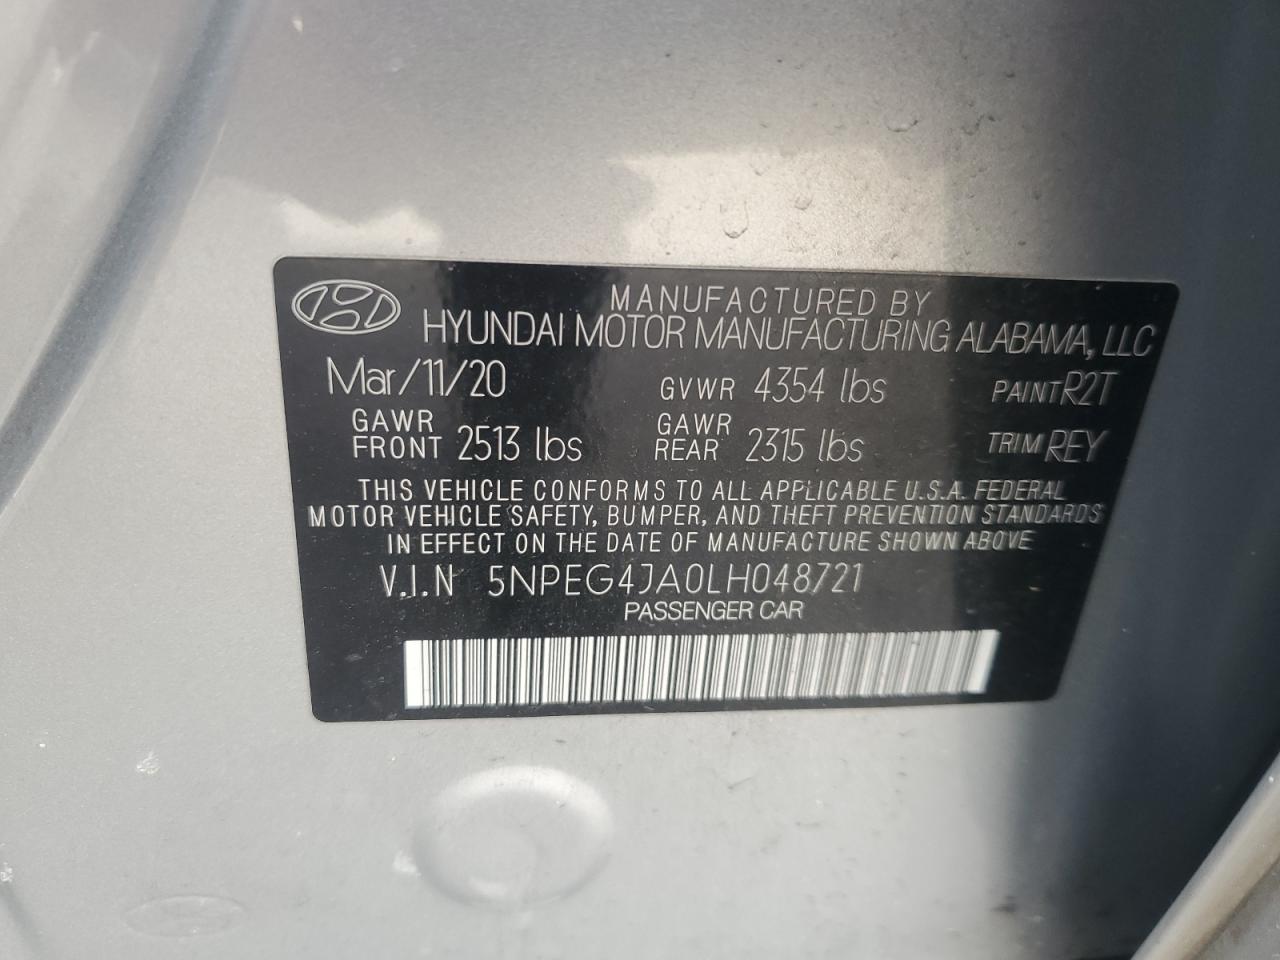 MANUFACTURED BY
HYUNDAI MOTOR MANUFACTURING ALABAMA, LLC
Mar/11/20 GVWR 4354 lbs PAINT R2T
GAWR FRONT 2513 lbs GAWR REAR 2315 lbs TRIM REY
THIS VEHICLE CONFORMS TO ALL APPLICABLE U.S.A. FEDERAL
MOTOR VEHICLE SAFETY, BUMPER, AND THEFT PREVENTION STANDARDS
IN EFFECT ON THE DATE OF MANUFACTURE SHOWN ABOVE
V.I.N 5NPEG4JA0LH048721
PASSENGER CAR